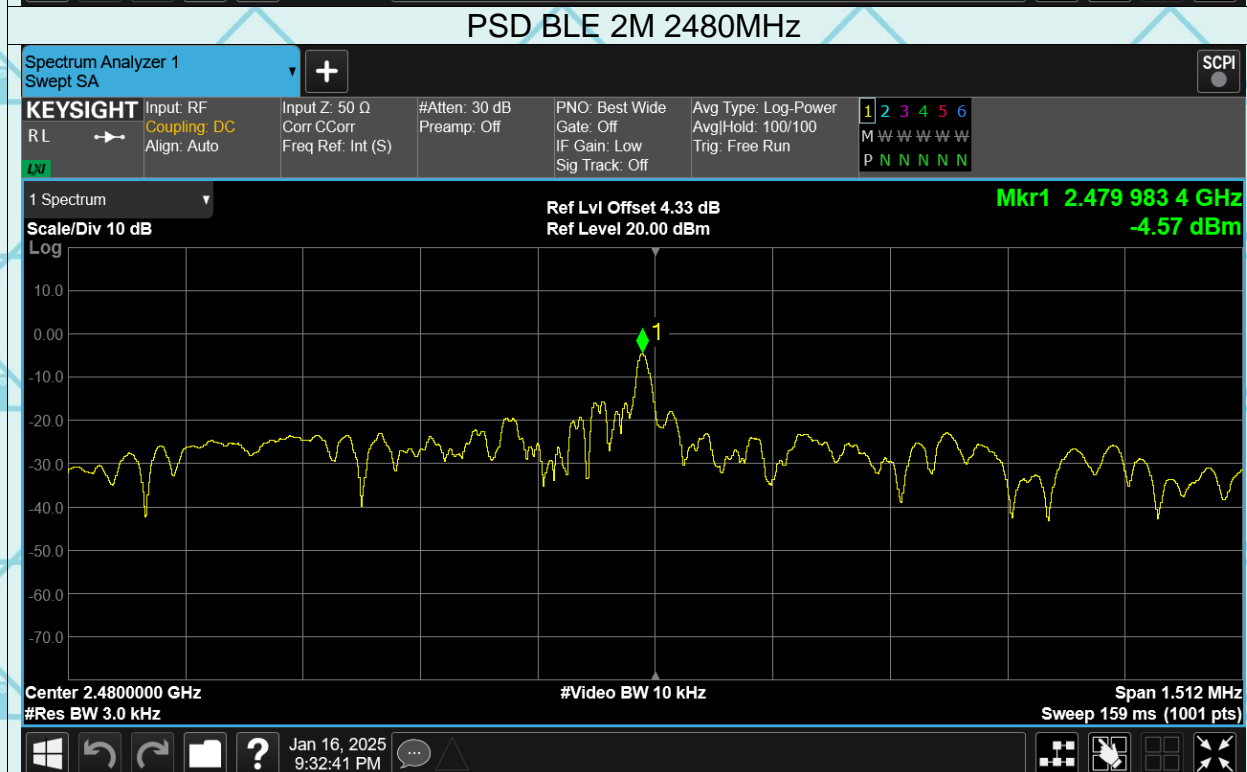 PSD BLE 2M 2480MHz
Spectrum Analyzer 1
Swept SA
+
SCPI
KEYSIGHT
R L
LXI
Input: RF
Coupling: DC
Align: Auto
Input Z: 50 Ω
Corr CCorr
Freq Ref: Int (S)
#Atten: 30 dB
Preamp: Off
PNO: Best Wide
Gate: Off
IF Gain: Low
Sig Track: Off
Avg Type: Log-Power
Avg|Hold: 100/100
Trig: Free Run
1 2 3 4 5 6
M W W W W W
P N N N N N
1 Spectrum
Scale/Div 10 dB
Ref Lvl Offset 4.33 dB
Ref Level 20.00 dBm
Mkr1 2.479 983 4 GHz
-4.57 dBm
Log
10.0
0.00
1
-10.0
-20.0
-30.0
-40.0
-50.0
-60.0
-70.0
Center 2.4800000 GHz
#Res BW 3.0 kHz
#Video BW 10 kHz
Span 1.512 MHz
Sweep 159 ms (1001 pts)
?
Jan 16, 2025
9:32:41 PM